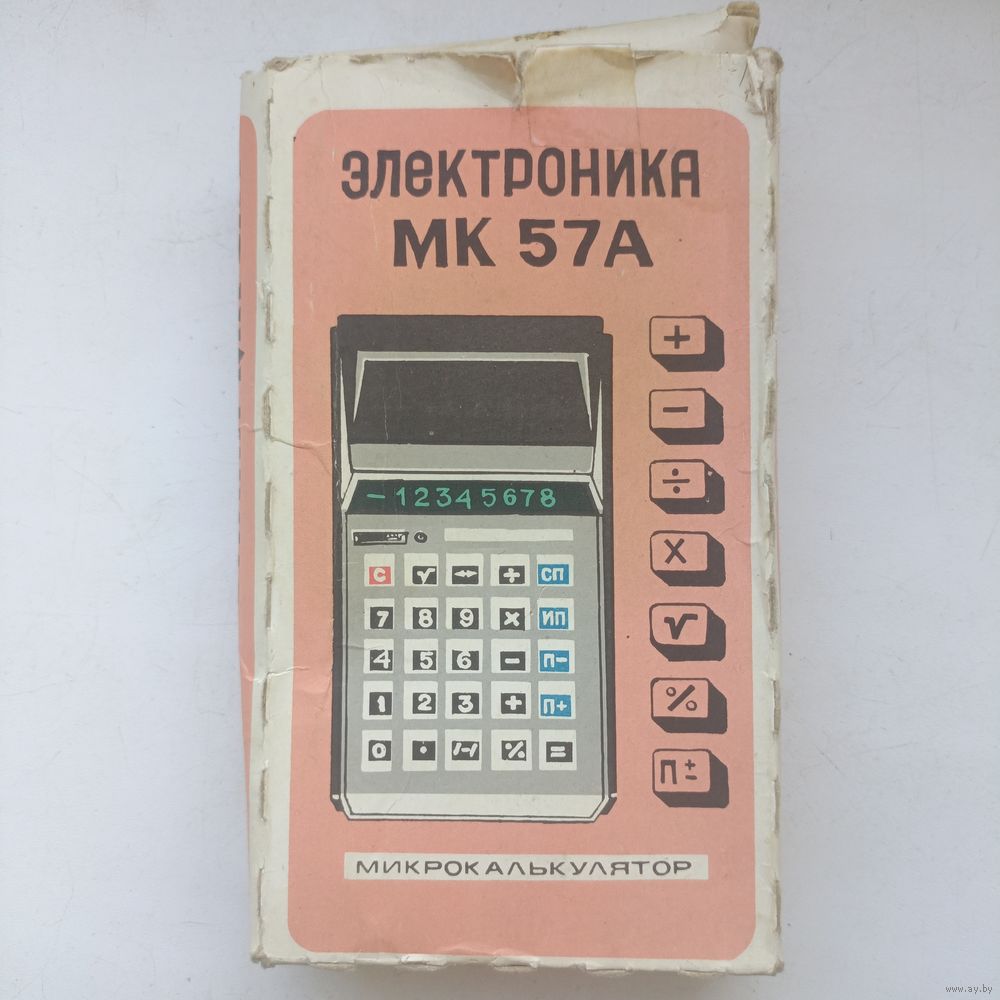 электроника
МК 57А
+
-
÷
×
√
%
П±
-12345678
С √ ↔ ÷ СП
7 8 9 × ИП
4 5 6 - П-
1 2 3 + П+
0 · /-/ % =
МИКРОКАЛЬКУЛЯТОР
www.ay.by